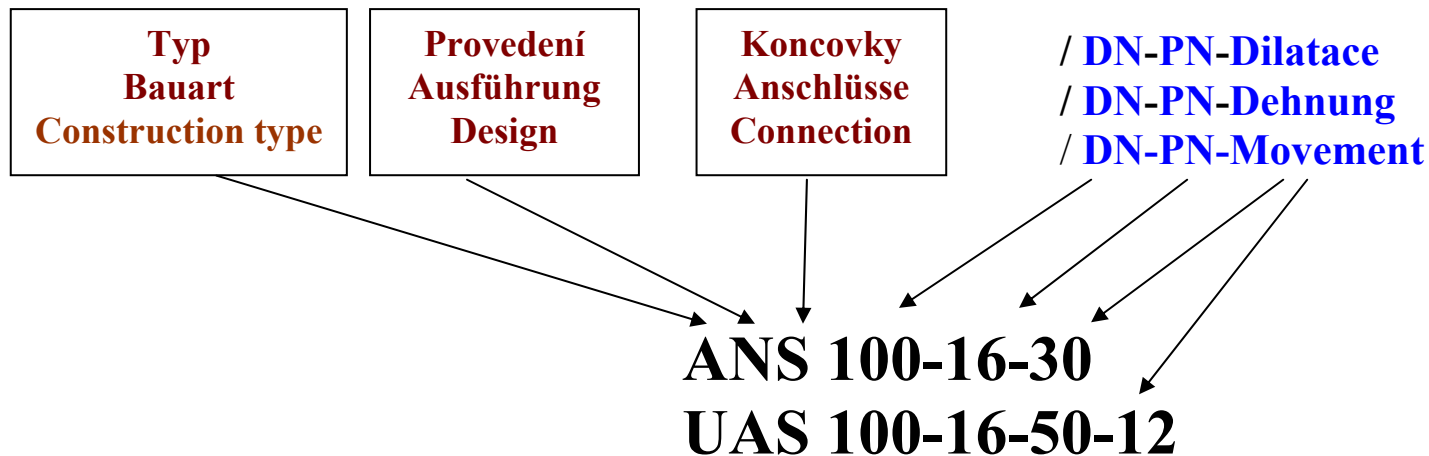 Typ
Bauart
Construction type
Provedení
Ausführung
Design
Koncovky
Anschlüsse
Connection
/ DN-PN-Dilatace
/ DN-PN-Dehnung
/ DN-PN-Movement
ANS 100-16-30
UAS 100-16-50-12